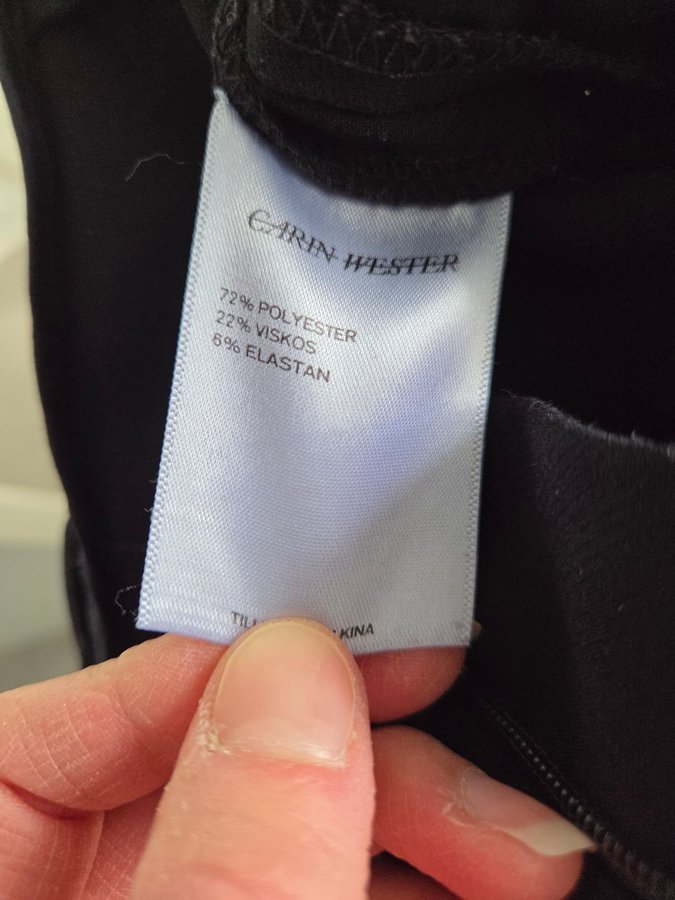 CARIN WESTER
72% POLYESTER
22% VISKOS
6% ELASTAN
KINA